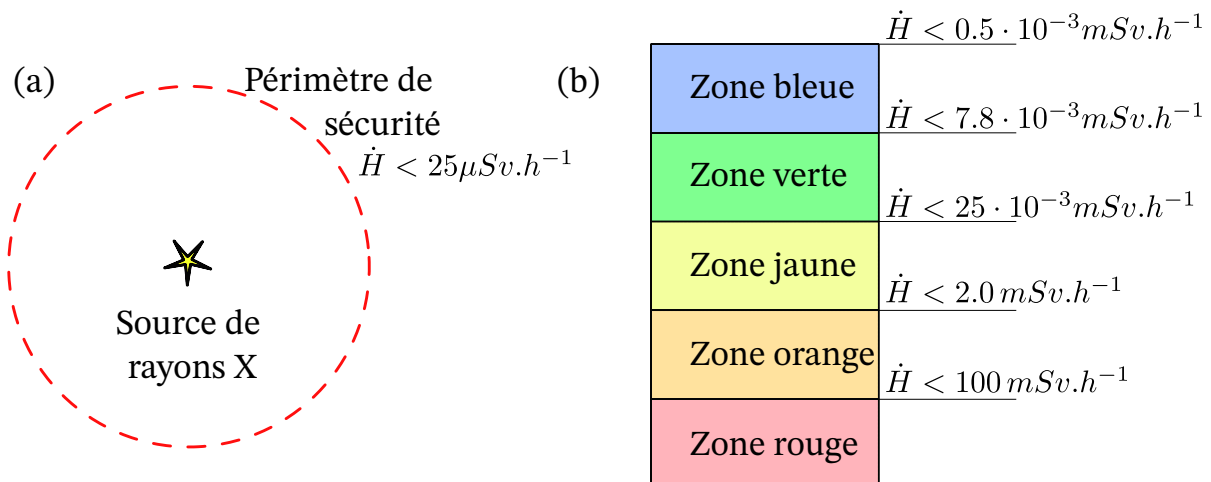 (a)
Périmètre de
sécurité
Ḣ < 25μSv.h⁻¹
Source de
rayons X
(b)
Ḣ < 0.5 · 10⁻³mSv.h⁻¹
Zone bleue
Ḣ < 7.8 · 10⁻³mSv.h⁻¹
Zone verte
Ḣ < 25 · 10⁻³mSv.h⁻¹
Zone jaune
Ḣ < 2.0 mSv.h⁻¹
Zone orange
Ḣ < 100 mSv.h⁻¹
Zone rouge